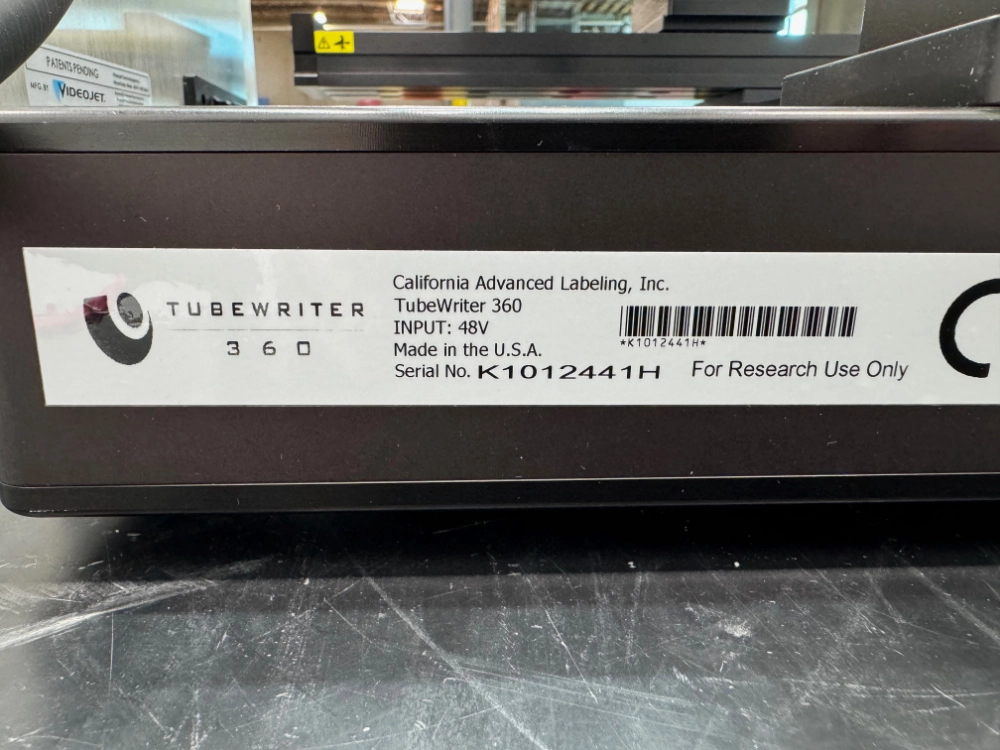 PATENTS PENDING
MFG. BY VIDEOJET.
TUBEWRITER
360
California Advanced Labeling, Inc.
TubeWriter 360
INPUT: 48V
Made in the U.S.A.
Serial No. K1012441H
*K1012441H*
For Research Use Only